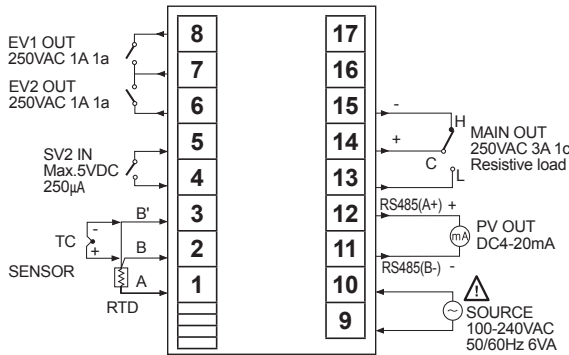 EV1 OUT
250VAC 1A 1a
EV2 OUT
250VAC 1A 1a
SV2 IN
Max.5VDC
250µA
B'
TC
-
+
B
SENSOR
A
RTD
8
7
6
5
4
3
2
1
17
16
15
14
13
12
11
10
9
-
H
+
MAIN OUT
250VAC 3A 1c
Resistive load
C
L
RS485(A+) +
mA
PV OUT
DC4-20mA
RS485(B-) -
!
SOURCE
100-240VAC
50/60Hz 6VA